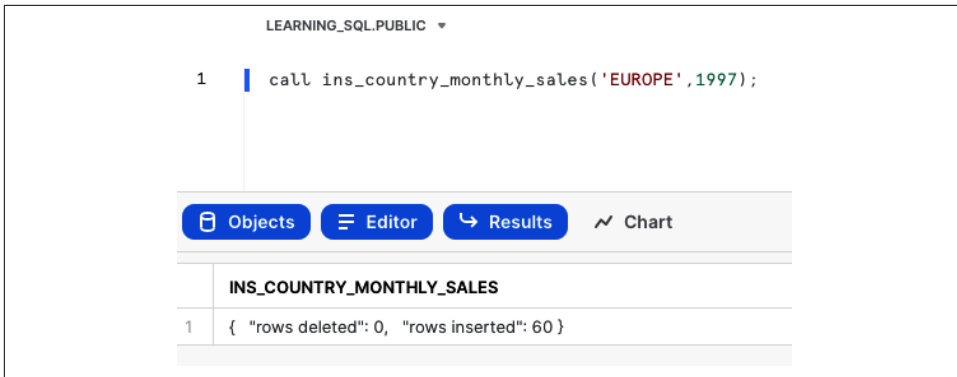 LEARNING_SQL.PUBLIC
1 call ins_country_monthly_sales('EUROPE',1997);
Objects Editor Results Chart
INS_COUNTRY_MONTHLY_SALES
1 { "rows deleted": 0, "rows inserted": 60 }